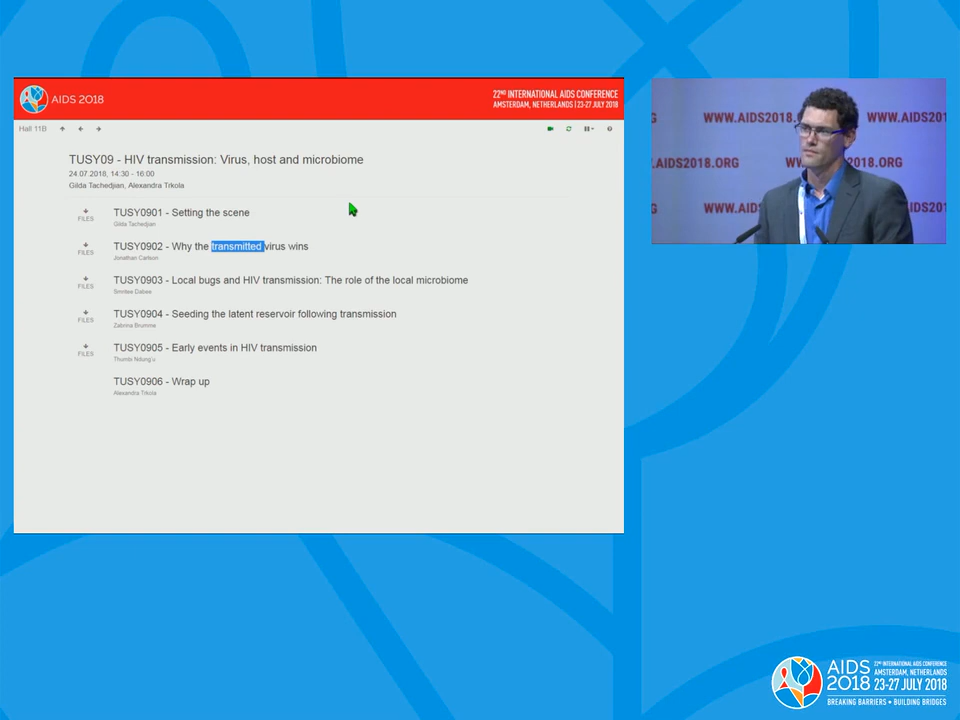 AIDS 2018
22ND INTERNATIONAL AIDS CONFERENCE
AMSTERDAM, NETHERLANDS | 23-27 JULY 2018
Hall 11B
TUSY09 - HIV transmission: Virus, host and microbiome
24.07.2018, 14:30 - 16:00
Gilda Tachedjian, Alexandra Trkola
FILES
TUSY0901 - Setting the scene
Gilda Tachedjian
FILES
TUSY0902 - Why the transmitted virus wins
Jonathan Carlson
FILES
TUSY0903 - Local bugs and HIV transmission: The role of the local microbiome
Smritee Dabee
FILES
TUSY0904 - Seeding the latent reservoir following transmission
Zabrina Brumme
FILES
TUSY0905 - Early events in HIV transmission
Thumbi Ndung'u
TUSY0906 - Wrap up
Alexandra Trkola
G
WWW.AIDS2018.
WWW.AIDS201
.AIDS2018.ORG
WW
RG
G
IDS2018
WWW.AIDS201
AIDS
2018
22ND INTERNATIONAL AIDS CONFERENCE
AMSTERDAM, NETHERLANDS
23-27 JULY 2018
BREAKING BARRIERS • BUILDING BRIDGES